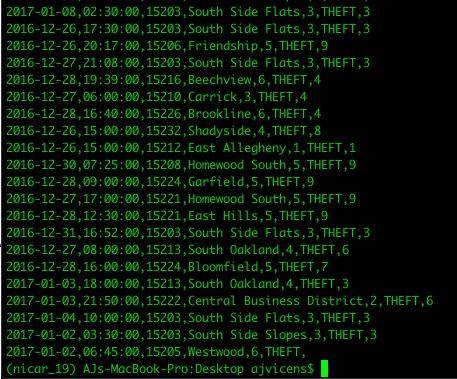 2017-01-08,02:30:00,15203,South Side Flats,3,THEFT,3
2016-12-26,17:30:00,15203,South Side Flats,3,THEFT,3
2016-12-26,20:17:00,15206,Friendship,5,THEFT,9
2016-12-27,21:08:00,15203,South Side Flats,3,THEFT,3
2016-12-28,19:39:00,15216,Beechview,6,THEFT,4
2016-12-27,06:00:00,15210,Carrick,3,THEFT,4
2016-12-28,16:40:00,15226,Brookline,6,THEFT,4
2016-12-26,15:00:00,15232,Shadyside,4,THEFT,8
2016-12-26,15:00:00,15212,East Allegheny,1,THEFT,1
2016-12-30,07:25:00,15208,Homewood South,5,THEFT,9
2016-12-28,09:00:00,15224,Garfield,5,THEFT,9
2016-12-27,17:00:00,15221,Homewood South,5,THEFT,9
2016-12-28,12:30:00,15221,East Hills,5,THEFT,9
2016-12-31,16:52:00,15203,South Side Flats,3,THEFT,3
2016-12-27,08:00:00,15213,South Oakland,4,THEFT,6
2016-12-28,16:00:00,15224,Bloomfield,5,THEFT,7
2017-01-03,18:00:00,15213,South Oakland,4,THEFT,3
2017-01-03,21:50:00,15222,Central Business District,2,THEFT,6
2017-01-04,10:00:00,15203,South Side Flats,3,THEFT,3
2017-01-02,03:30:00,15203,South Side Slopes,3,THEFT,3
2017-01-02,06:45:00,15205,Westwood,6,THEFT,
(nicar_19) AJs-MacBook-Pro:Desktop ajvicens$